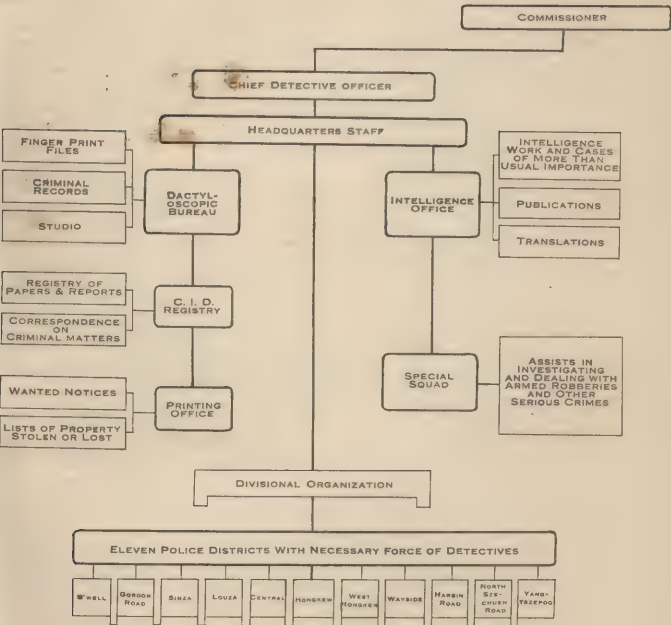 COMMISSIONER
CHIEF DETECTIVE OFFICER
HEADQUARTERS STAFF
FINGER PRINT
FILES
CRIMINAL
RECORDS
STUDIO
DACTYL-
OSCOPIC
BUREAU
INTELLIGENCE
OFFICE
INTELLIGENCE
WORK AND CASES
OF MORE THAN
USUAL IMPORTANCE
PUBLICATIONS
TRANSLATIONS
REGISTRY OF
PAPERS & REPORTS
CORRESPONDENCE
ON
CRIMINAL MATTERS
C. I. D.
REGISTRY
WANTED NOTICES
LISTS OF PROPERTY
STOLEN OR LOST
PRINTING
OFFICE
SPECIAL
SQUAD
ASSISTS IN
INVESTIGATING
AND DEALING WITH
ARMED ROBBERIES
AND OTHER
SERIOUS CRIMES
DIVISIONAL ORGANIZATION
ELEVEN POLICE DISTRICTS WITH NECESSARY FORCE OF DETECTIVES
B'WELL
GORDON
ROAD
SINZA
LOUZA
CENTRAL
HONGKEW
WEST
HONGKEW
WAYSIDE
HARBIN
ROAD
NORTH
SZE-
CHUEN
ROAD
YANG-
TSZEPOO